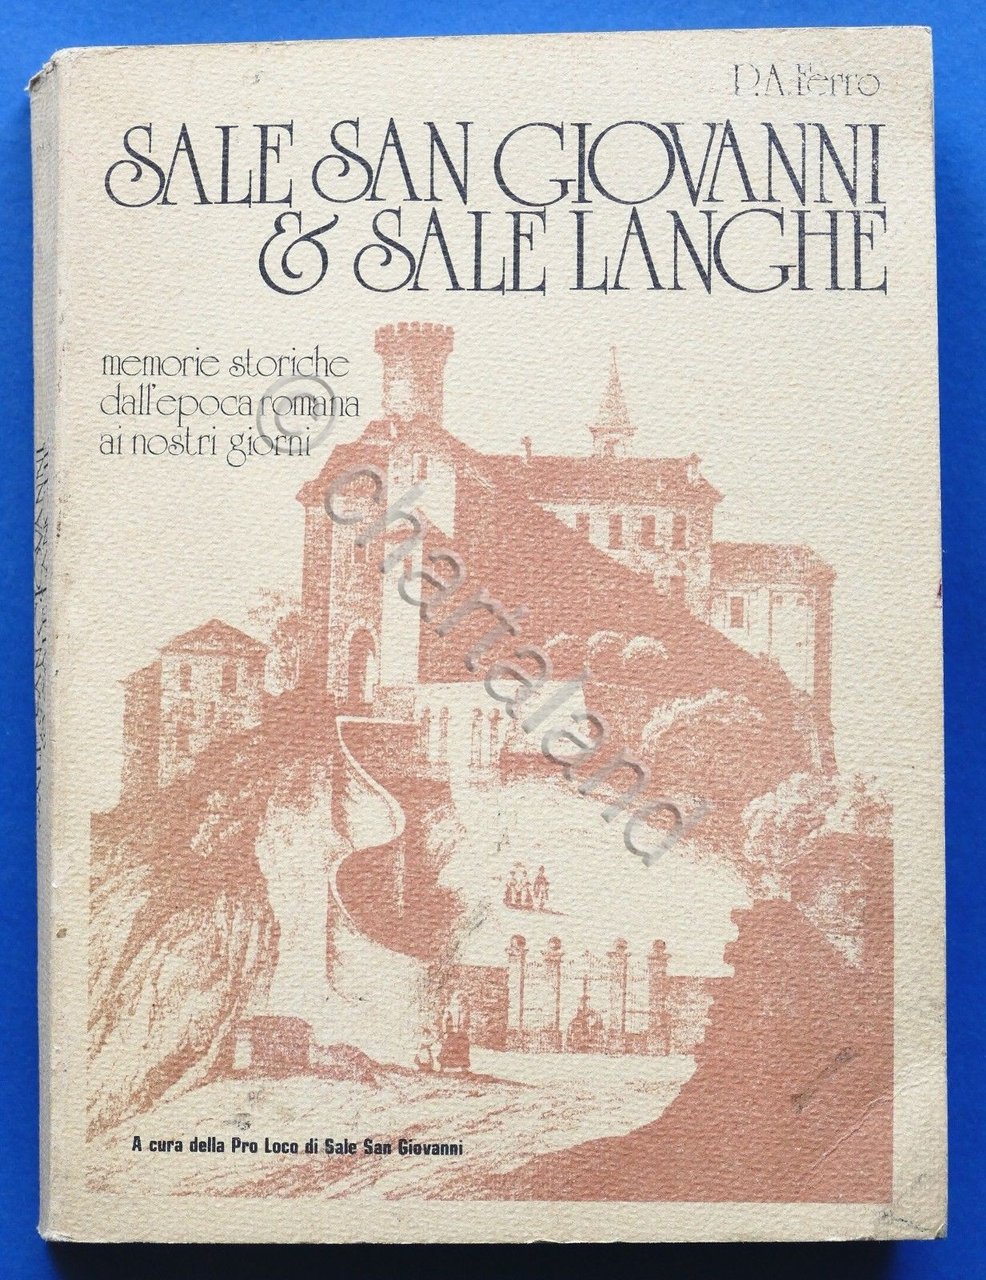 P.A. Ferro
SALE SAN GIOVANNI
& SALE LANGHE
memorie storiche
dall'epoca romana
ai nostri giorni
© chartaland
A cura della Pro Loco di Sale San Giovanni